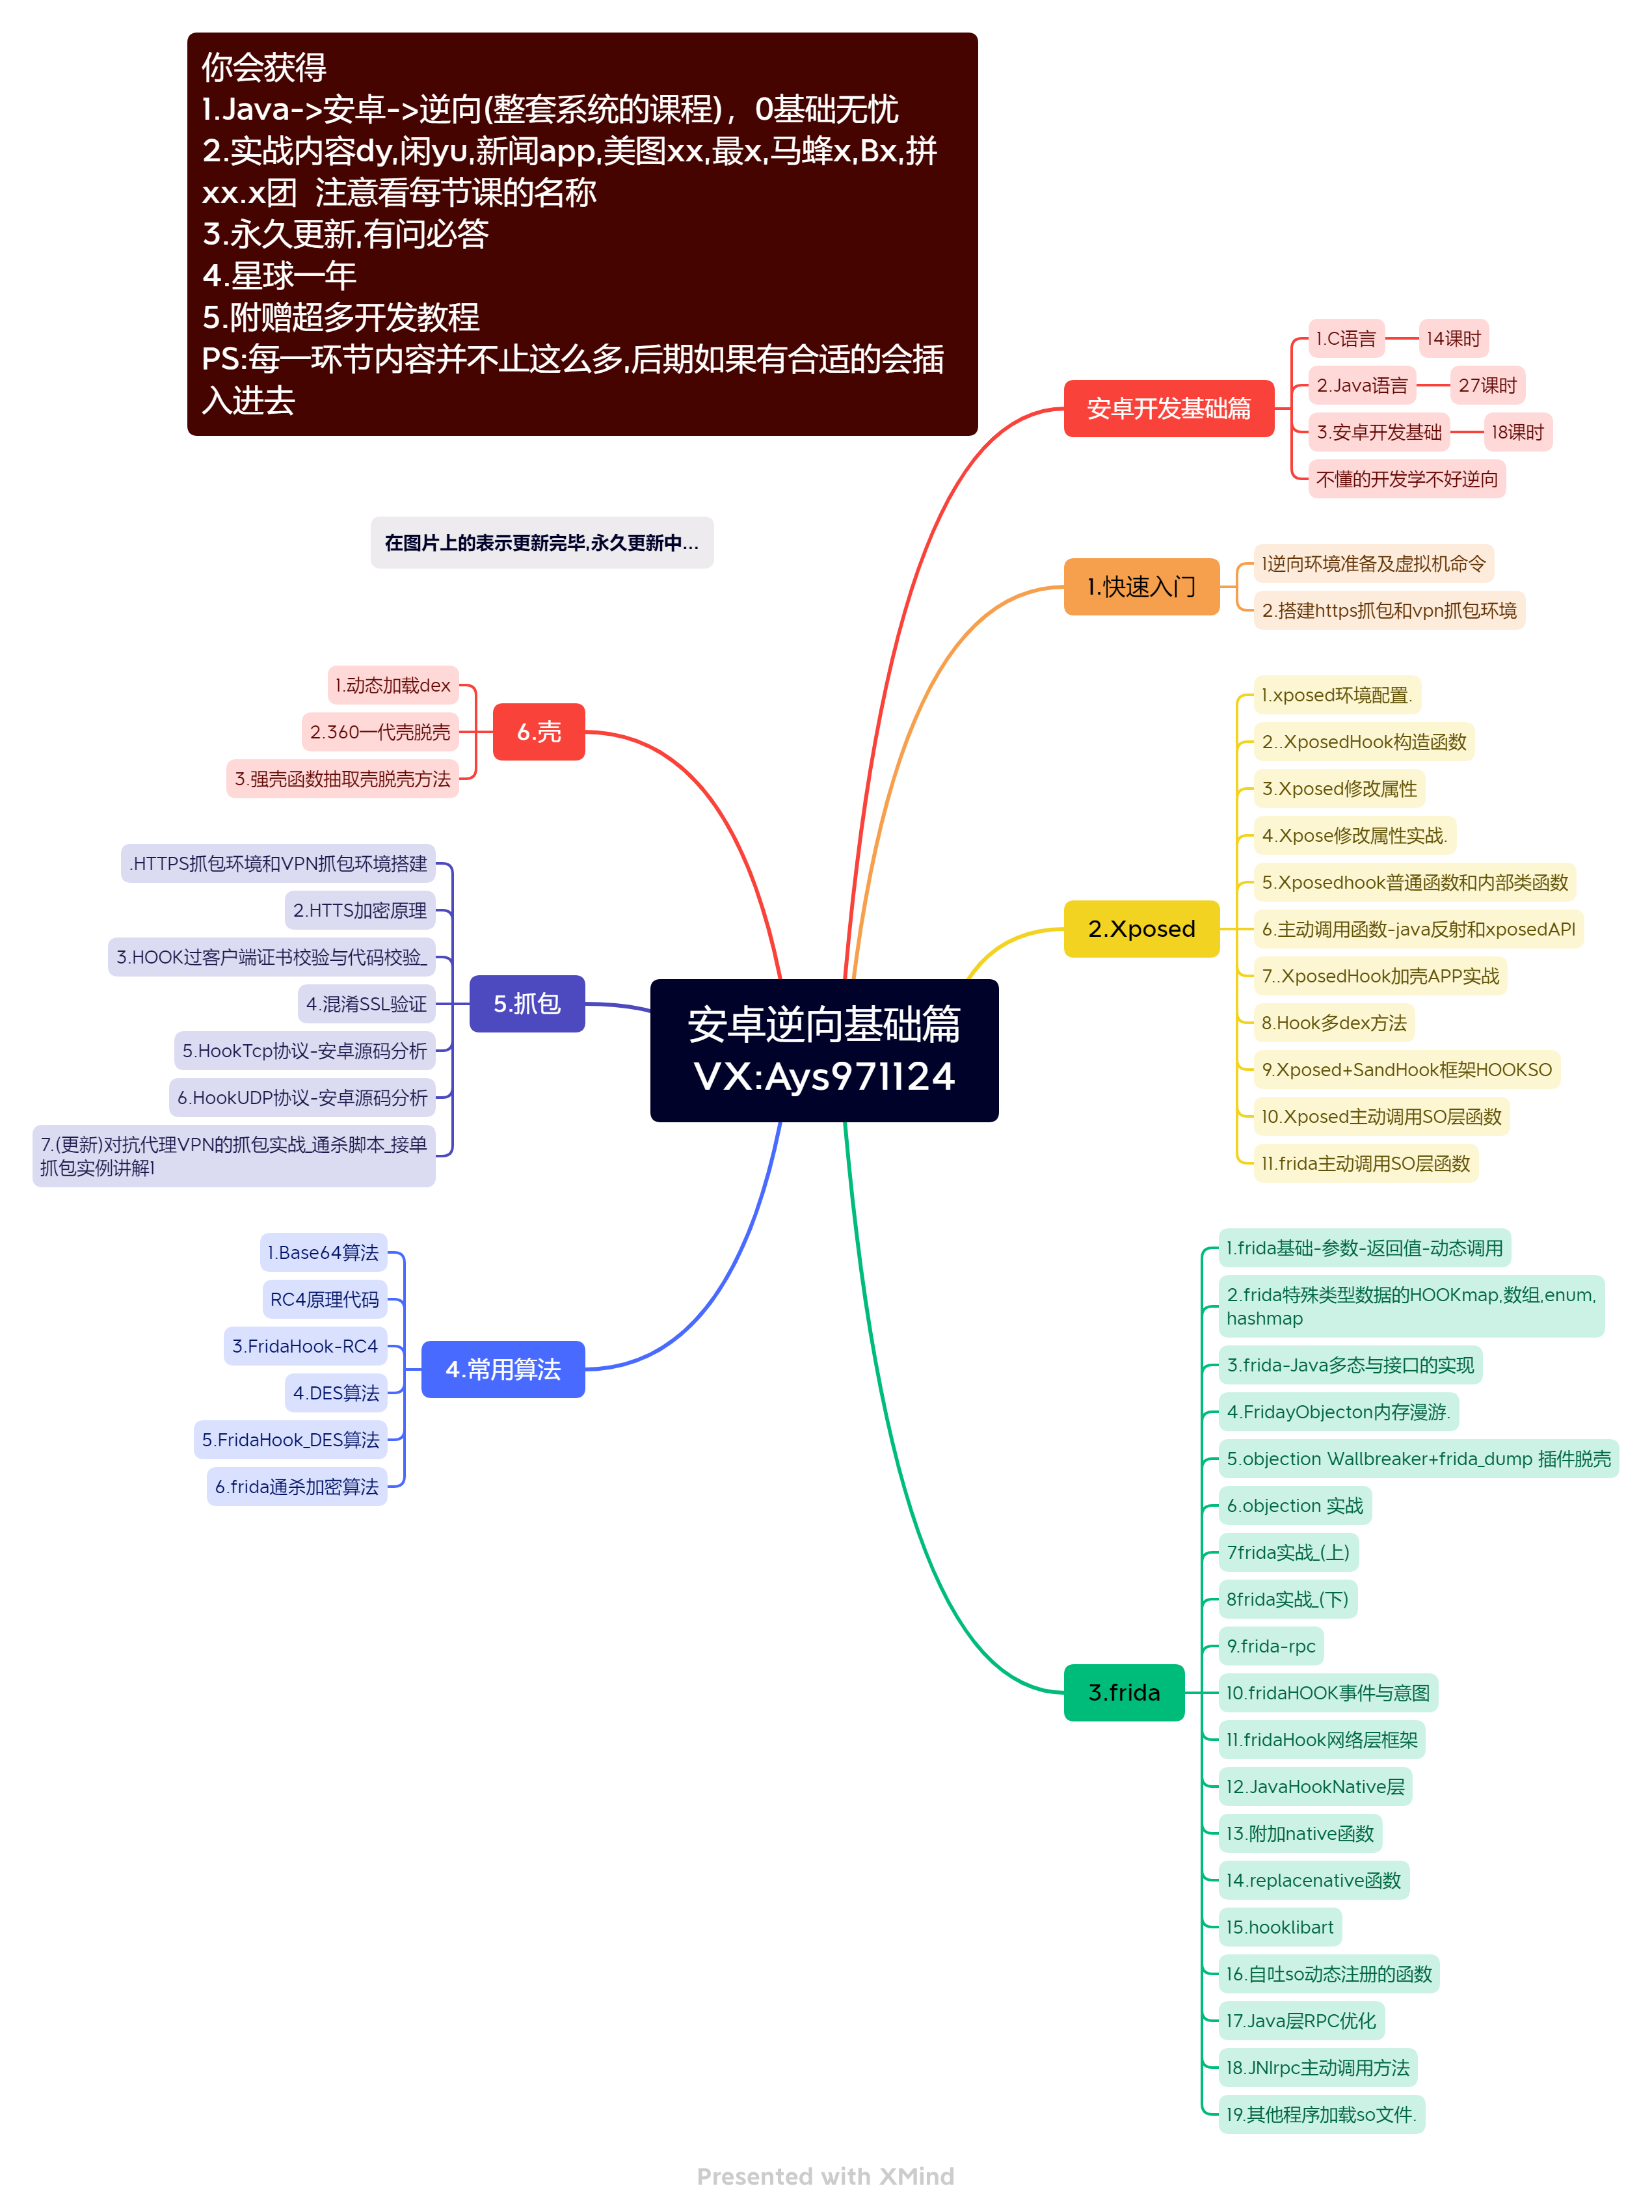 你会获得
1.Java->安卓->逆向(整套系统的课程)，0基础无忧
2.实战内容dy,闲yu,新闻app,美图xx,最x,马蜂x,Bx,拼
xx.x团  注意看每节课的名称
3.永久更新,有问必答
4.星球一年
5.附赠超多开发教程
PS:每一环节内容并不止这么多,后期如果有合适的会插
入进去
在图片上的表示更新完毕,永久更新中...
安卓逆向基础篇
VX:Ays971124
安卓开发基础篇
1.C语言
14课时
2.Java语言
27课时
3.安卓开发基础
18课时
不懂的开发学不好逆向
1.快速入门
1逆向环境准备及虚拟机命令
2.搭建https抓包和vpn抓包环境
2.Xposed
1.xposed环境配置.
2..XposedHook构造函数
3.Xposed修改属性
4.Xpose修改属性实战.
5.Xposedhook普通函数和内部类函数
6.主动调用函数-java反射和xposedAPI
7..XposedHook加壳APP实战
8.Hook多dex方法
9.Xposed+SandHook框架HOOKSO
10.Xposed主动调用SO层函数
11.frida主动调用SO层函数
3.frida
1.frida基础-参数-返回值-动态调用
2.frida特殊类型数据的HOOKmap,数组,enum,
hashmap
3.frida-Java多态与接口的实现
4.FridayObjecton内存漫游.
5.objection Wallbreaker+frida_dump 插件脱壳
6.objection 实战
7frida实战_(上)
8frida实战_(下)
9.frida-rpc
10.fridaHOOK事件与意图
11.fridaHook网络层框架
12.JavaHookNative层
13.附加native函数
14.replacenative函数
15.hooklibart
16.自吐so动态注册的函数
17.Java层RPC优化
18.JNIrpc主动调用方法
19.其他程序加载so文件.
4.常用算法
1.Base64算法
RC4原理代码
3.FridaHook-RC4
4.DES算法
5.FridaHook_DES算法
6.frida通杀加密算法
5.抓包
.HTTPS抓包环境和VPN抓包环境搭建
2.HTTS加密原理
3.HOOK过客户端证书校验与代码校验_
4.混淆SSL验证
5.HookTcp协议-安卓源码分析
6.HookUDP协议-安卓源码分析
7.(更新)对抗代理VPN的抓包实战_通杀脚本_接单
抓包实例讲解1
6.壳
1.动态加载dex
2.360一代壳脱壳
3.强壳函数抽取壳脱壳方法
Presented with XMind